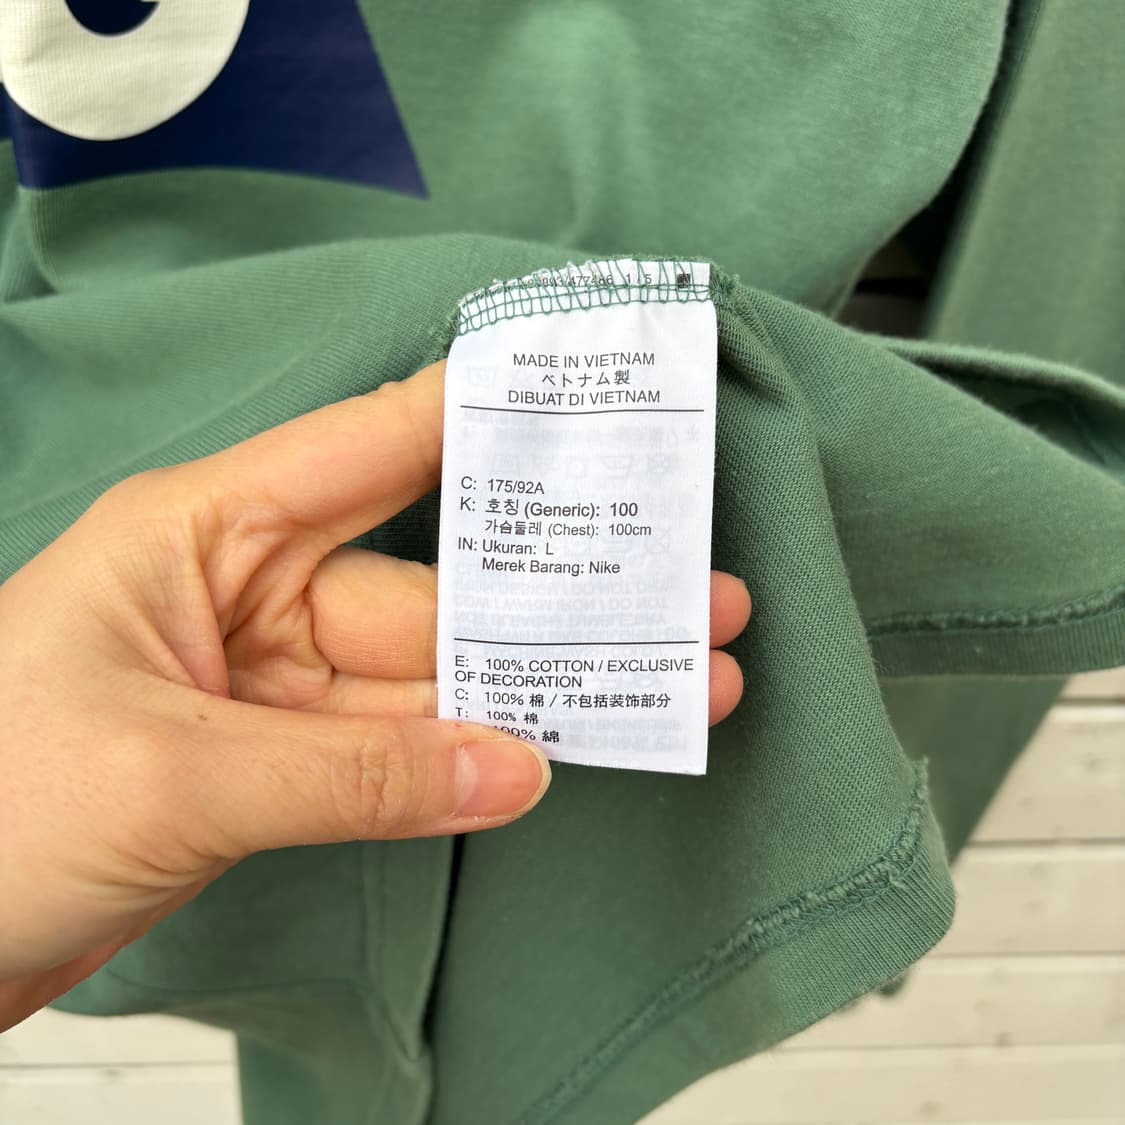 MADE IN VIETNAM
ベトナム製
DIBUAT DI VIETNAM
C: 175/92A
K: 호칭 (Generic): 100
가슴둘레 (Chest): 100cm
IN: Ukuran: L
Merek Barang: Nike
E: 100% COTTON / EXCLUSIVE
OF DECORATION
C: 100% 棉 / 不包括装饰部分
T: 100% 棉
100% 綿